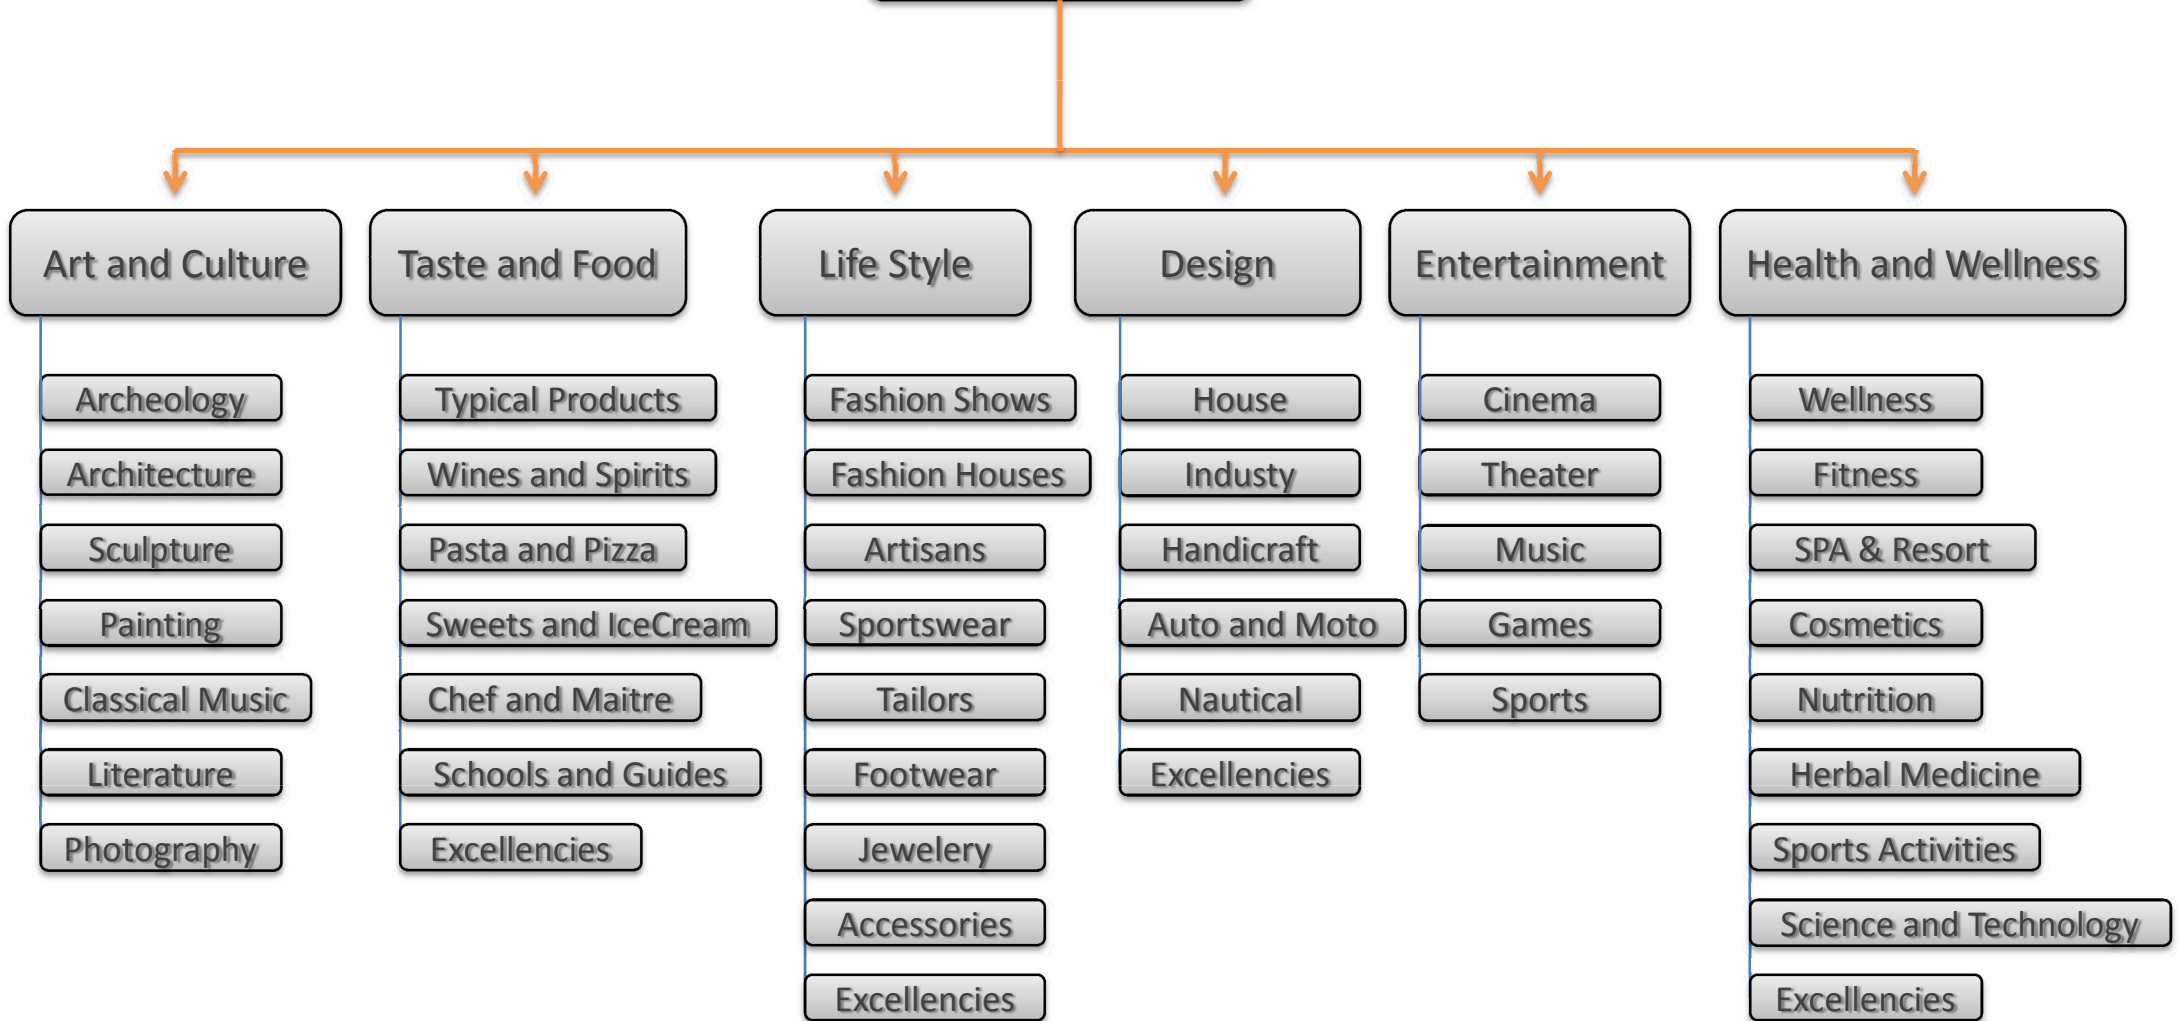 Art and Culture
Archeology
Architecture
Sculpture
Painting
Classical Music
Literature
Photography
Taste and Food
Typical Products
Wines and Spirits
Pasta and Pizza
Sweets and IceCream
Chef and Maitre
Schools and Guides
Excellencies
Life Style
Fashion Shows
Fashion Houses
Artisans
Sportswear
Tailors
Footwear
Jewelery
Accessories
Excellencies
Design
House
Industy
Handicraft
Auto and Moto
Nautical
Excellencies
Entertainment
Cinema
Theater
Music
Games
Sports
Health and Wellness
Wellness
Fitness
SPA & Resort
Cosmetics
Nutrition
Herbal Medicine
Sports Activities
Science and Technology
Excellencies